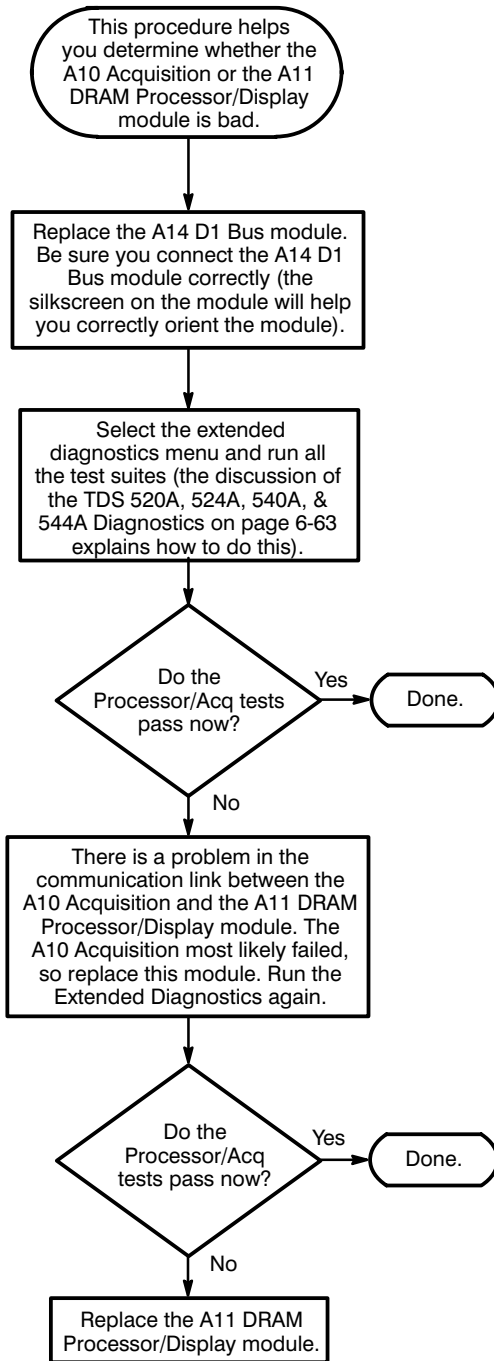 This procedure helps
you determine whether the
A10 Acquisition or the A11
DRAM Processor/Display
module is bad.
Replace the A14 D1 Bus module.
Be sure you connect the A14 D1
Bus module correctly (the
silkscreen on the module will help
you correctly orient the module).
Select the extended
diagnostics menu and run all
the test suites (the discussion of
the TDS 520A, 524A, 540A, &
544A Diagnostics on page 6-63
explains how to do this).
Do the
Processor/Acq tests
pass now?
Yes
Done.
No
There is a problem in the
communication link between the
A10 Acquisition and the A11 DRAM
Processor/Display module. The
A10 Acquisition most likely failed,
so replace this module. Run the
Extended Diagnostics again.
Do the
Processor/Acq
tests pass now?
Yes
Done.
No
Replace the A11 DRAM
Processor/Display module.